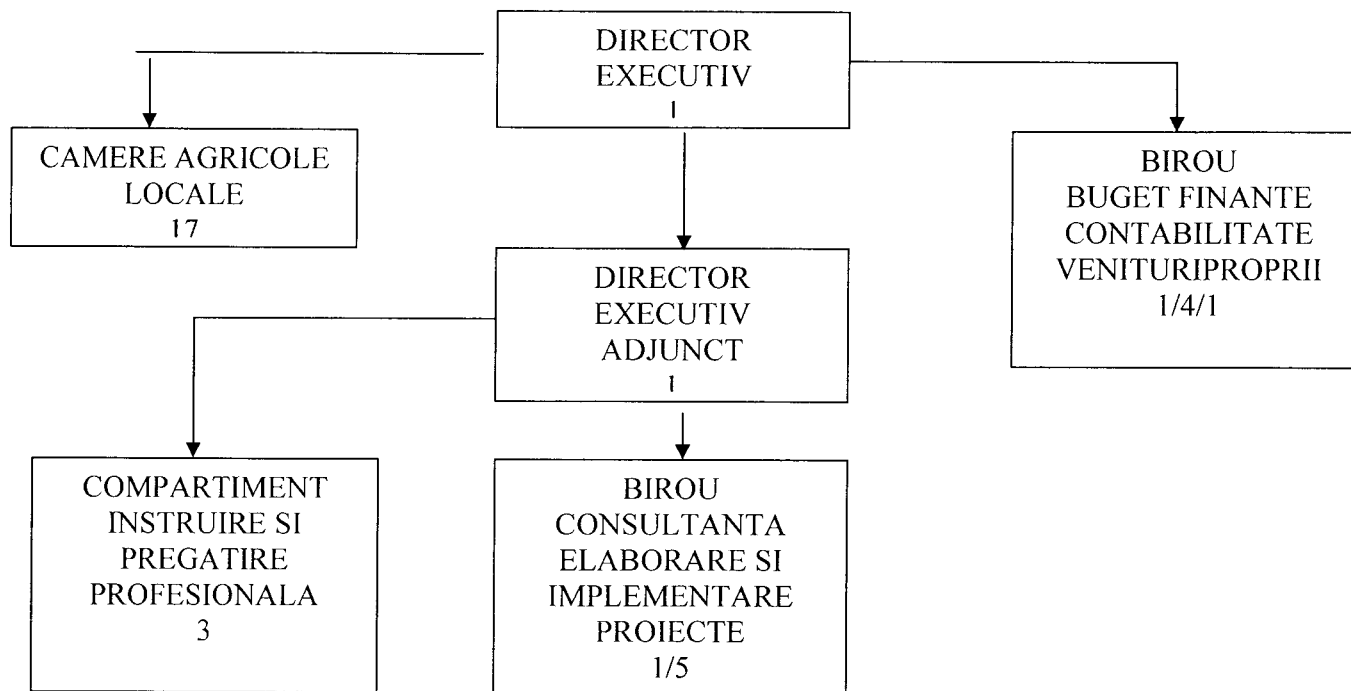 DIRECTOR
EXECUTIV
1
CAMERE AGRICOLE
LOCALE
17
BIROU
BUGET FINANTE
CONTABILITATE
VENITURIPROPRII
1/4/1
DIRECTOR
EXECUTIV
ADJUNCT
1
COMPARTIMENT
INSTRUIRE SI
PREGATIRE
PROFESIONALA
3
BIROU
CONSULTANTA
ELABORARE SI
IMPLEMENTARE
PROIECTE
1/5